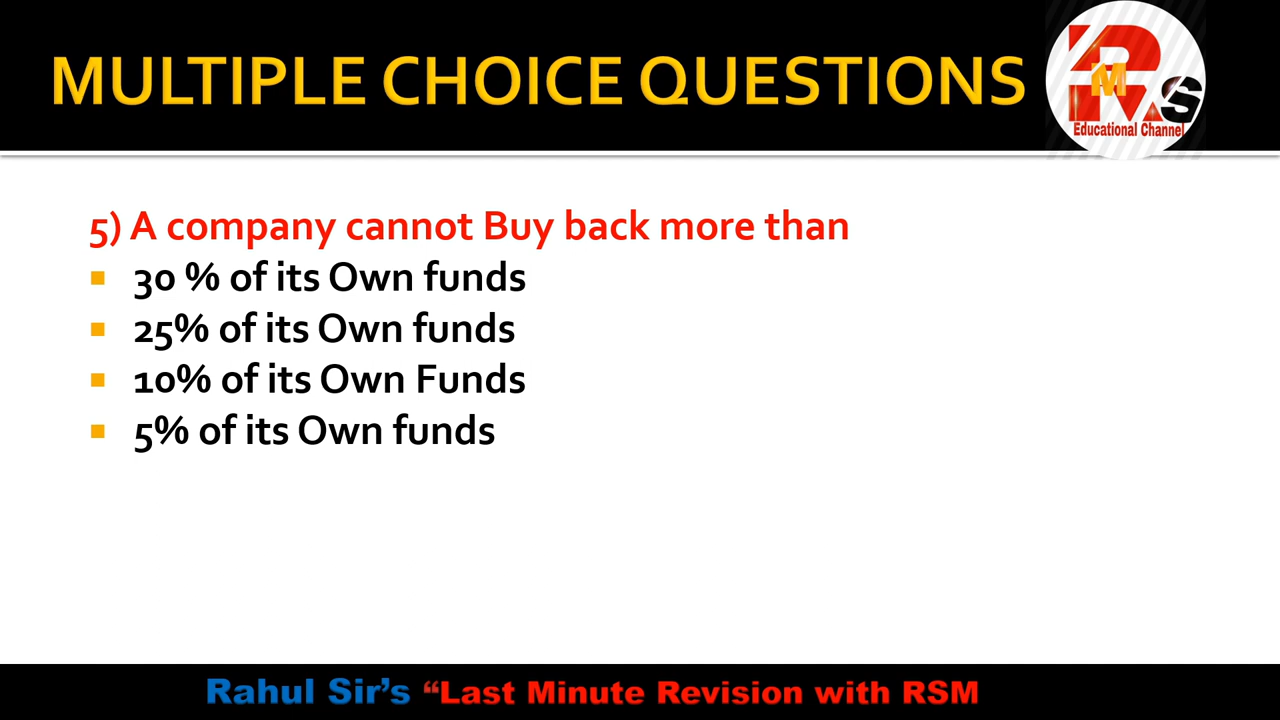 MULTIPLE CHOICE QUESTIONS
RMS
Educational Channel
5) A company cannot Buy back more than
30 % of its Own funds
25% of its Own funds
10% of its Own Funds
5% of its Own funds
Rahul Sir's “Last Minute Revision with RSM